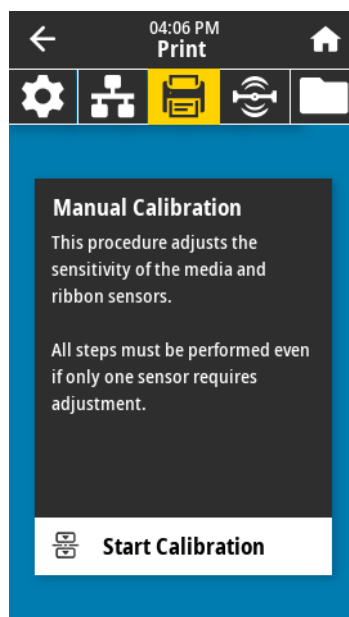 04:06 PM
Print
Manual Calibration
This procedure adjusts the
sensitivity of the media and
ribbon sensors.
All steps must be performed even
if only one sensor requires
adjustment.
Start Calibration